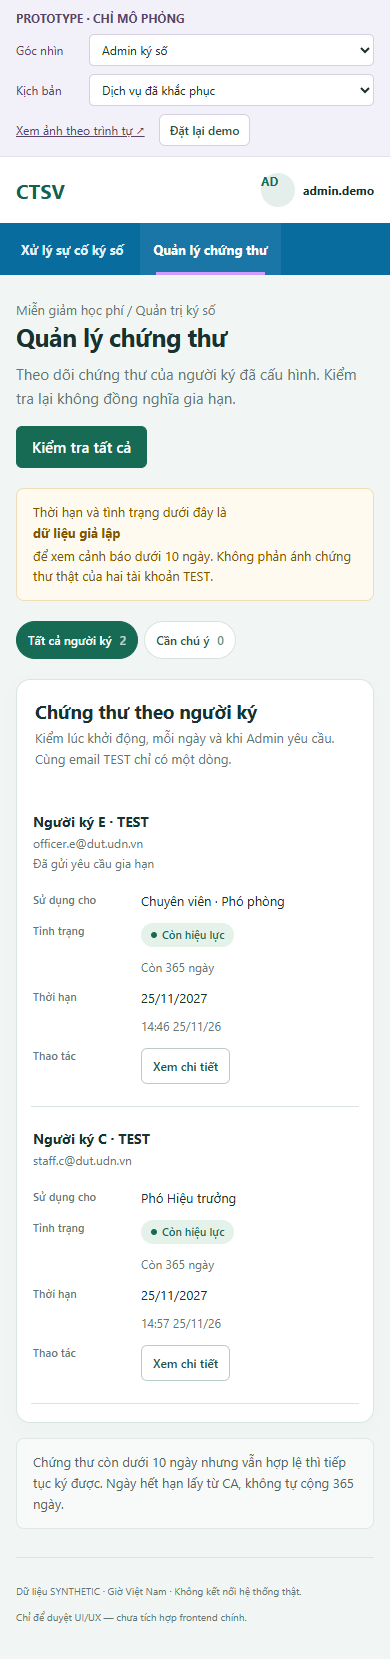 PROTOTYPE · CHỈ MÔ PHỎNG
Góc nhìn
Admin ký số
Kịch bản
Dịch vụ đã khắc phục
Xem ảnh theo trình tự ↗
Đặt lại demo
CTSV
AD
admin.demo
Xử lý sự cố ký số
Quản lý chứng thư
Miễn giảm học phí / Quản trị ký số
Quản lý chứng thư
Theo dõi chứng thư của người ký đã cấu hình. Kiểm
tra lại không đồng nghĩa gia hạn.
Kiểm tra tất cả
Thời hạn và tình trạng dưới đây là
dữ liệu giả lập
để xem cảnh báo dưới 10 ngày. Không phản ánh chứng
thư thật của hai tài khoản TEST.
Tất cả người ký 2
Cần chú ý 0
Chứng thư theo người ký
Kiểm lúc khởi động, mỗi ngày và khi Admin yêu cầu.
Cùng email TEST chỉ có một dòng.
Người ký E · TEST
officer.e@dut.udn.vn
Đã gửi yêu cầu gia hạn
Sử dụng cho
Chuyên viên · Phó phòng
Tình trạng
Còn hiệu lực
Còn 365 ngày
Thời hạn
25/11/2027
14:46 25/11/26
Thao tác
Xem chi tiết
Người ký C · TEST
staff.c@dut.udn.vn
Sử dụng cho
Phó Hiệu trưởng
Tình trạng
Còn hiệu lực
Còn 365 ngày
Thời hạn
25/11/2027
14:57 25/11/26
Thao tác
Xem chi tiết
Chứng thư còn dưới 10 ngày nhưng vẫn hợp lệ thì tiếp
tục ký được. Ngày hết hạn lấy từ CA, không tự cộng 365
ngày.
Dữ liệu SYNTHETIC · Giờ Việt Nam · Không kết nối hệ thống thật.
Chỉ để duyệt UI/UX — chưa tích hợp frontend chính.